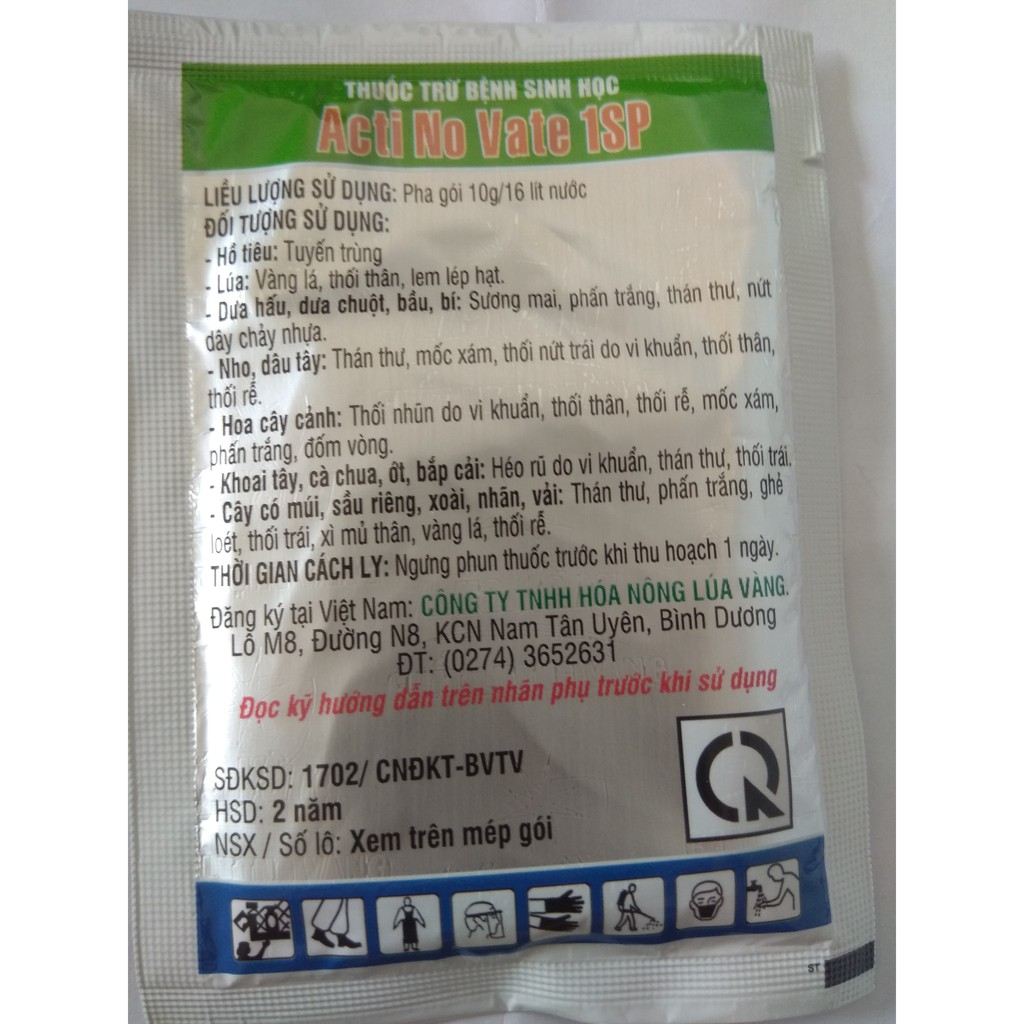 THUỐC TRỪ BỆNH SINH HỌC
Acti No Vate 1SP
LIỀU LƯỢNG SỬ DỤNG: Pha gói 10g/16 lít nước
ĐỐI TƯỢNG SỬ DỤNG:
- Hồ tiêu: Tuyến trùng
- Lúa: Vàng lá, thối thân, lem lép hạt.
- Dưa hấu, dưa chuột, bầu, bí: Sương mai, phấn trắng, thán thư, nứt
dây chảy nhựa.
- Nho, dâu tây: Thán thư, mốc xám, thối nứt trái do vi khuẩn, thối thân,
thối rễ.
- Hoa cây cảnh: Thối nhũn do vi khuẩn, thối thân, thối rễ, mốc xám,
phấn trắng, đốm vòng.
- Khoai tây, cà chua, ớt, bắp cải: Héo rũ do vi khuẩn, thán thư, thối trái.
- Cây có múi, sầu riêng, xoài, nhãn, vải: Thán thư, phấn trắng, ghẻ
loét, thối trái, xì mủ thân, vàng lá, thối rễ.
THỜI GIAN CÁCH LY: Ngưng phun thuốc trước khi thu hoạch 1 ngày.
Đăng ký tại Việt Nam: CÔNG TY TNHH HÓA NÔNG LÚA VÀNG.
Lô M8, Đường N8, KCN Nam Tân Uyên, Bình Dương
ĐT: (0274) 3652631
Đọc kỹ hướng dẫn trên nhãn phụ trước khi sử dụng
SĐKSD: 1702/ CNĐKT-BVTV
HSD: 2 năm
NSX / Số lô: Xem trên mép gói
ST